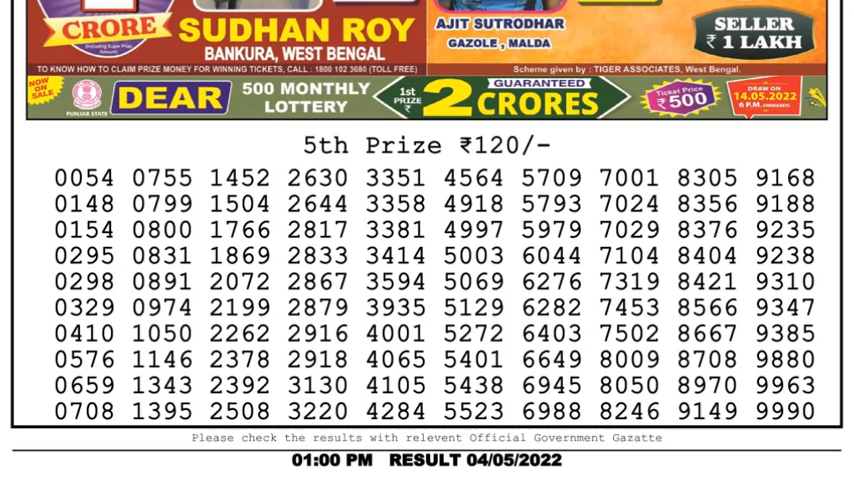 CRORE
(Including Super Prize Amount)
SUDHAN ROY
BANKURA, WEST BENGAL
AJIT SUTRODHAR
GAZOLE , MALDA
SELLER
₹ 1 LAKH
TO KNOW HOW TO CLAIM PRIZE MONEY FOR WINNING TICKETS, CALL : 1800 102 3680 (TOLL FREE)
Scheme given by : TIGER ASSOCIATES, West Bengal.
NOW ON SALE
PUNJAB STATE
DEAR
500 MONTHLY
LOTTERY
1st
PRIZE
₹
2
GUARANTEED
CRORES
Ticket Price
₹500
DRAW ON
14.05.2022
6 P.M. ONWARDS
5th Prize ₹120/-
0054 0755 1452 2630 3351 4564 5709 7001 8305 9168
0148 0799 1504 2644 3358 4918 5793 7024 8356 9188
0154 0800 1766 2817 3381 4997 5979 7029 8376 9235
0295 0831 1869 2833 3414 5003 6044 7104 8404 9238
0298 0891 2072 2867 3594 5069 6276 7319 8421 9310
0329 0974 2199 2879 3935 5129 6282 7453 8566 9347
0410 1050 2262 2916 4001 5272 6403 7502 8667 9385
0576 1146 2378 2918 4065 5401 6649 8009 8708 9880
0659 1343 2392 3130 4105 5438 6945 8050 8970 9963
0708 1395 2508 3220 4284 5523 6988 8246 9149 9990
Please check the results with relevent Official Government Gazatte
01:00 PM RESULT 04/05/2022